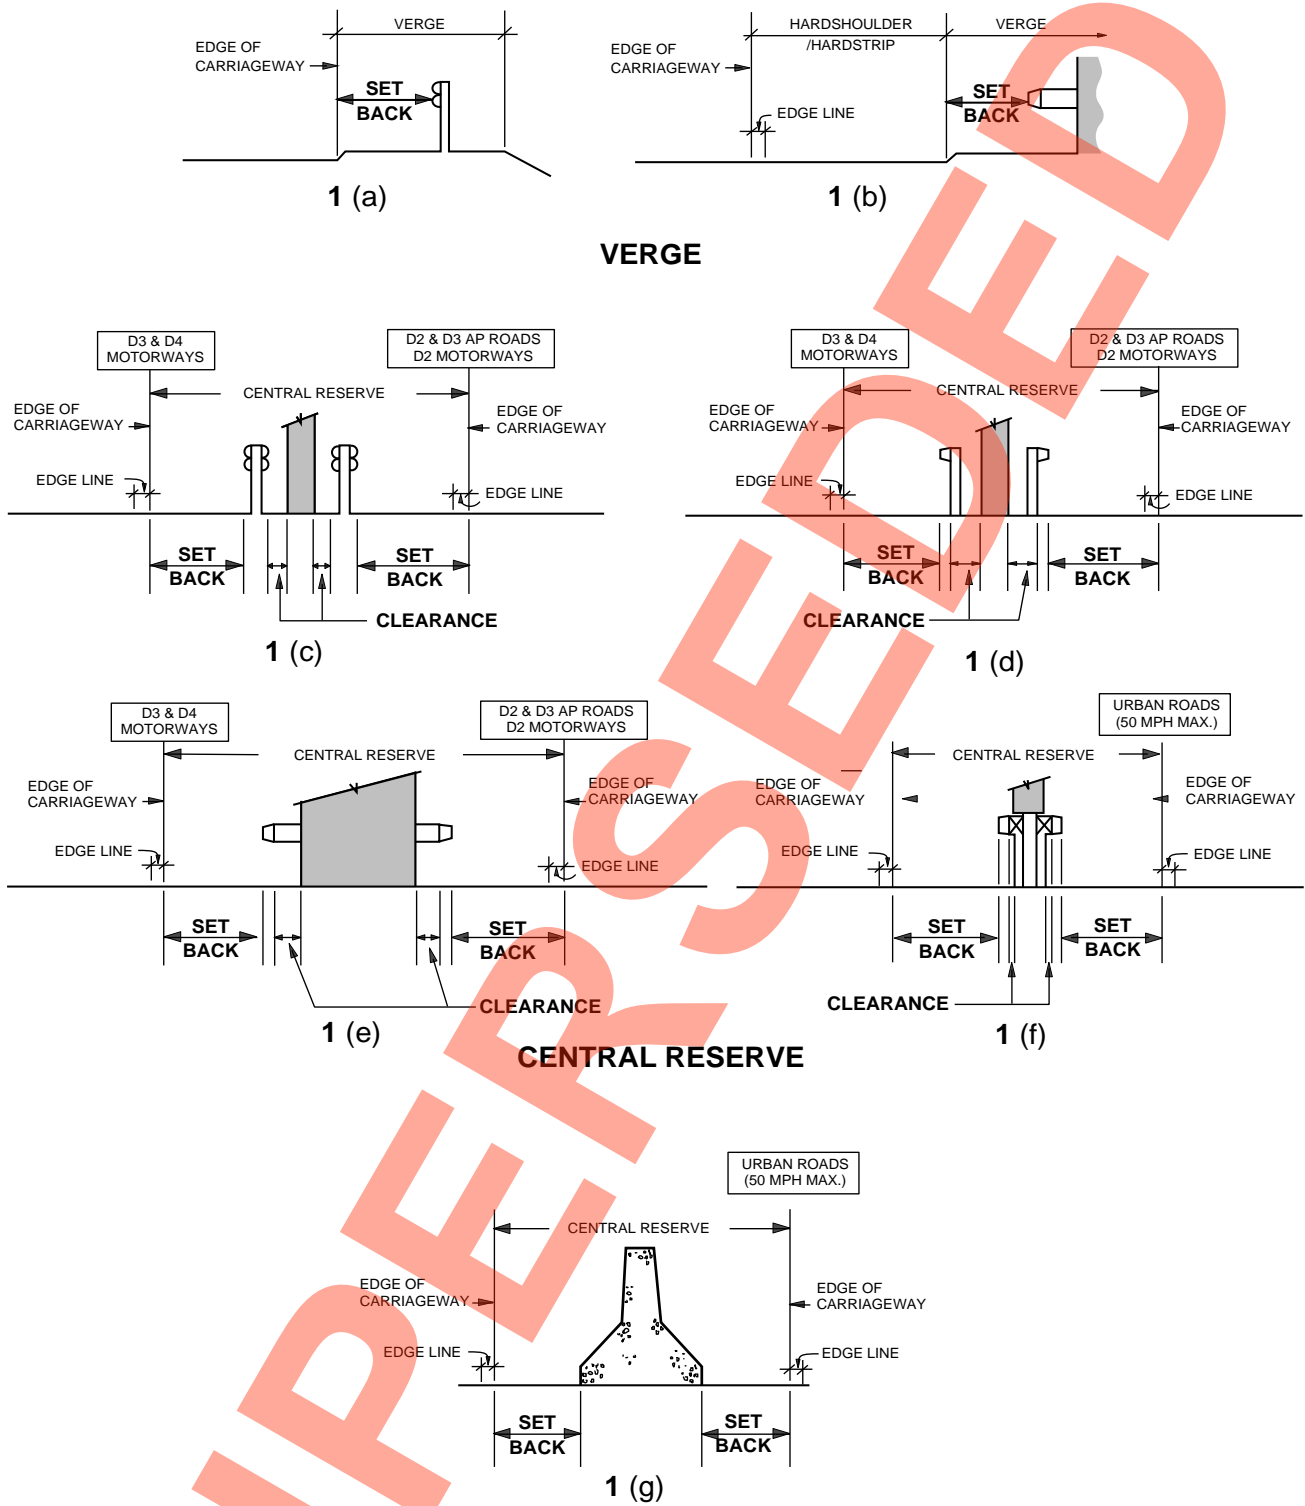 VERGE
EDGE OF
CARRIAGEWAY
SET
BACK
1 (a)
HARDSHOULDER
/HARDSTRIP
VERGE
EDGE OF
CARRIAGEWAY
SET
BACK
EDGE LINE
1 (b)
VERGE
D3 & D4
MOTORWAYS
D2 & D3 AP ROADS
D2 MOTORWAYS
CENTRAL RESERVE
EDGE OF
CARRIAGEWAY
EDGE OF
CARRIAGEWAY
EDGE LINE
EDGE LINE
SET
BACK
SET
BACK
CLEARANCE
1 (c)
D3 & D4
MOTORWAYS
D2 & D3 AP ROADS
D2 MOTORWAYS
CENTRAL RESERVE
EDGE OF
CARRIAGEWAY
EDGE OF
CARRIAGEWAY
EDGE LINE
EDGE LINE
SET
BACK
SET
BACK
CLEARANCE
1 (d)
D3 & D4
MOTORWAYS
D2 & D3 AP ROADS
D2 MOTORWAYS
CENTRAL RESERVE
EDGE OF
CARRIAGEWAY
EDGE OF
CARRIAGEWAY
EDGE LINE
EDGE LINE
SET
BACK
SET
BACK
CLEARANCE
1 (e)
URBAN ROADS
(50 MPH MAX.)
CENTRAL RESERVE
EDGE OF
CARRIAGEWAY
EDGE OF
CARRIAGEWAY
EDGE LINE
EDGE LINE
SET
BACK
SET
BACK
CLEARANCE
1 (f)
CENTRAL RESERVE
URBAN ROADS
(50 MPH MAX.)
CENTRAL RESERVE
EDGE OF
CARRIAGEWAY
EDGE OF
CARRIAGEWAY
EDGE LINE
EDGE LINE
SET
BACK
SET
BACK
1 (g)
UPERSEDED